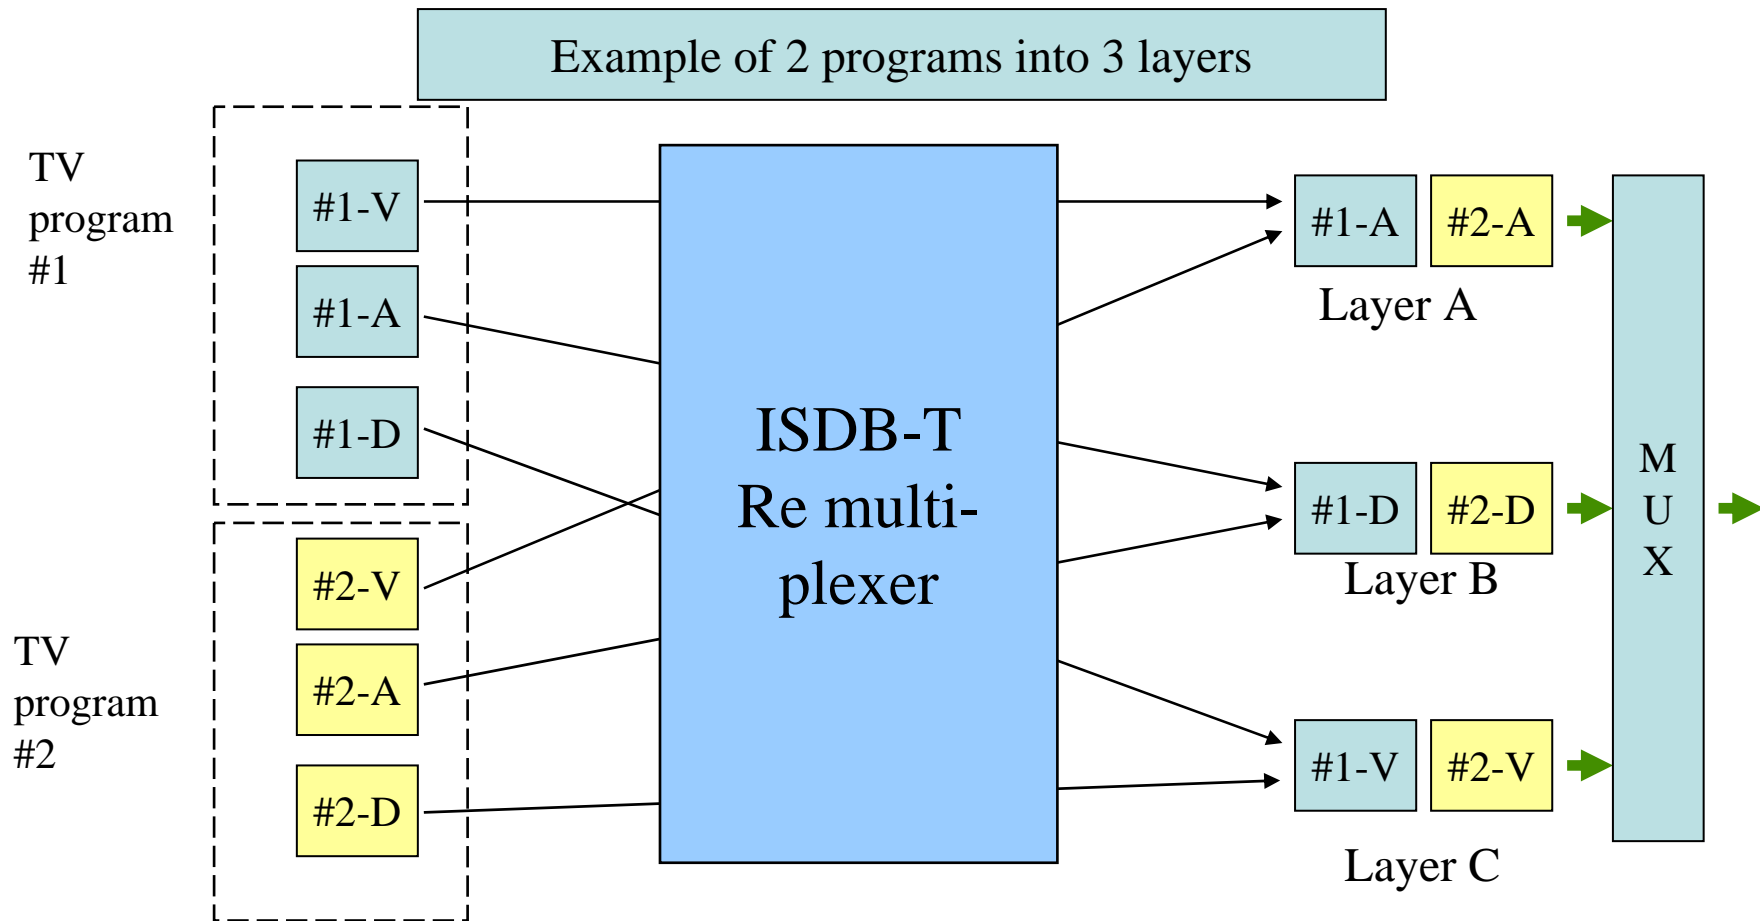 Example of 2 programs into 3 layers
TV
program
#1
#1-V
#1-A
#1-D
TV
program
#2
#2-V
#2-A
#2-D
ISDB-T
Re multi-
plexer
#1-A #2-A
Layer A
#1-D #2-D
Layer B
#1-V #2-V
Layer C
M
U
X